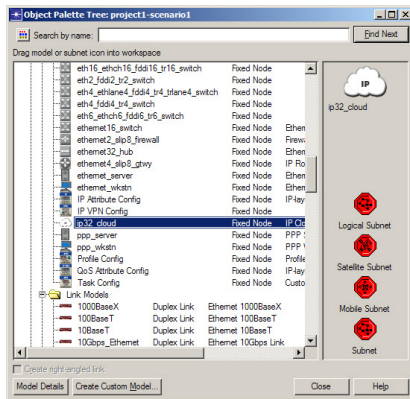 Object Palette Tree: project1-scenario1
Search by name:
Find Next
Drag model or subnet icon into workspace
eth16_ethch16_fddi16_tr16_switch Fixed Node
eth2_fddi2_tr2_switch Fixed Node
eth4_ethlane4_fddi4_tr4_trlane4_switch Fixed Node
eth4_fddi4_tr4_switch Fixed Node
eth6_ethch6_fddi6_tr6_switch Fixed Node
ethernet16_switch Fixed Node Ether
ethernet2_slip8_firewall Fixed Node Firewa
ethernet32_hub Fixed Node Ether
ethernet4_slip8_gtwy Fixed Node IP Ro
ethernet_server Fixed Node Ether
ethernet_wkstn Fixed Node Ether
IP Attribute Config Fixed Node IP-lay
IP VPN Config Fixed Node
ip32_cloud Fixed Node IP Clo
ppp_server Fixed Node PPP
ppp_wkstn Fixed Node PPP
Profile Config Fixed Node Profile
QoS Attribute Config Fixed Node IP-lay
Task Config Fixed Node Custo
Link Models
1000BaseX Duplex Link Ethernet 1000BaseX
100BaseT Duplex Link Ethernet 100BaseT
10BaseT Duplex Link Ethernet 10BaseT
10Gbps_Ethernet Duplex Link Ethernet 10Gbps Link
IP
ip32_cloud
Logical Subnet
Satellite Subnet
Mobile Subnet
Subnet
Create right-angled link
Model Details
Create Custom Model...
Close
Help